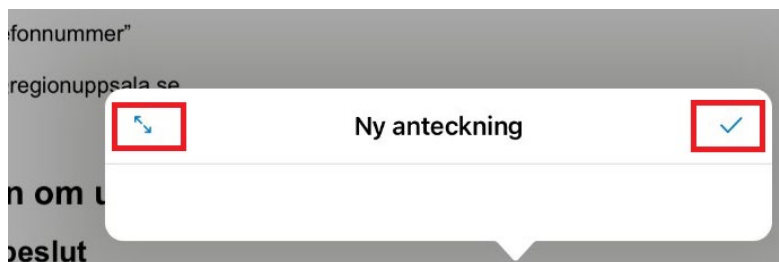 efonnummer”
regionuppsala.se
Ny anteckning
n om u
beslut